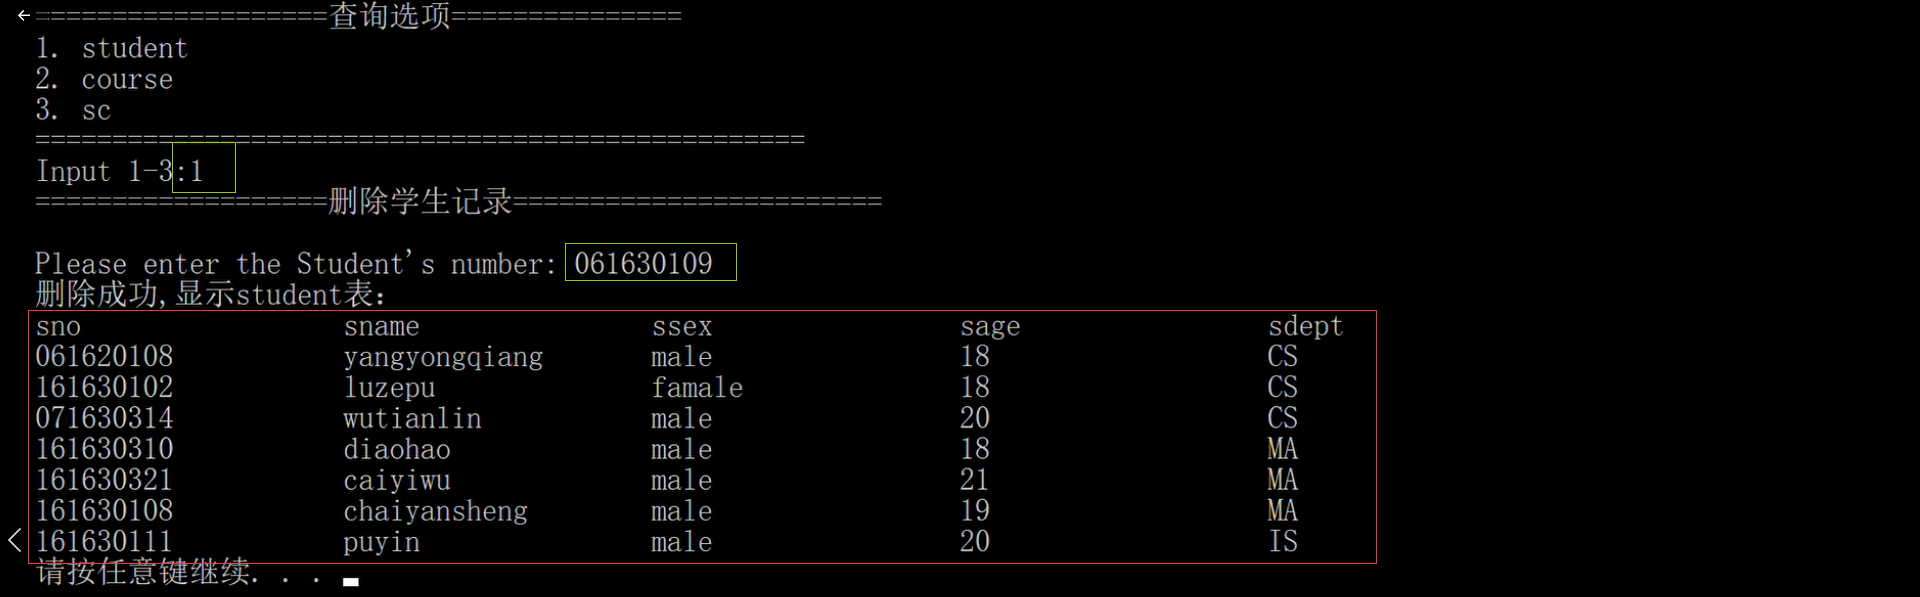 ===================查询选项===============
1. student
2. course
3. sc
==================================================
Input 1-3:1
===================删除学生记录========================
Please enter the Student's number: 061630109
删除成功,显示student表：
sno sname ssex sage sdept
061620108 yangyongqiang male 18 CS
161630102 luzepu famale 18 CS
071630314 wutianlin male 20 CS
161630310 diaohao male 18 MA
161630321 caiyiwu male 21 MA
161630108 chaiyansheng male 19 MA
161630111 puyin male 20 IS
请按任意键继续. . .